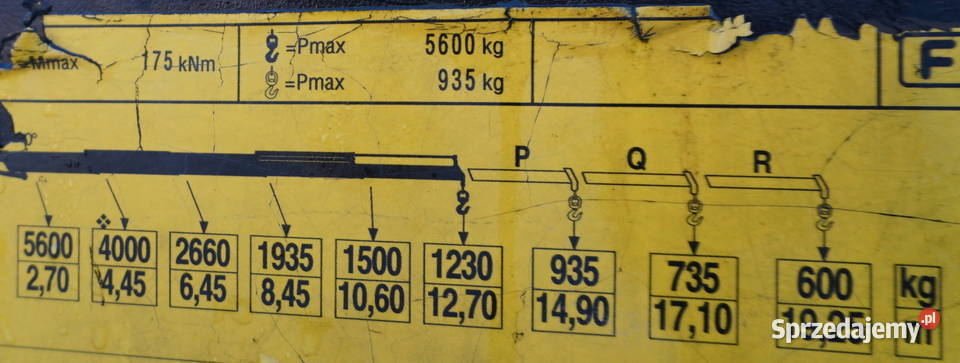 =Mmax 175 kNm =Pmax 5600 kg
=Pmax 935 kg
F
P Q R
5600 4000 2660 1935 1500 1230 935 735 600 kg
2,70 4,45 6,45 8,45 10,60 12,70 14,90 17,10 m
Sprzedajemy.pl